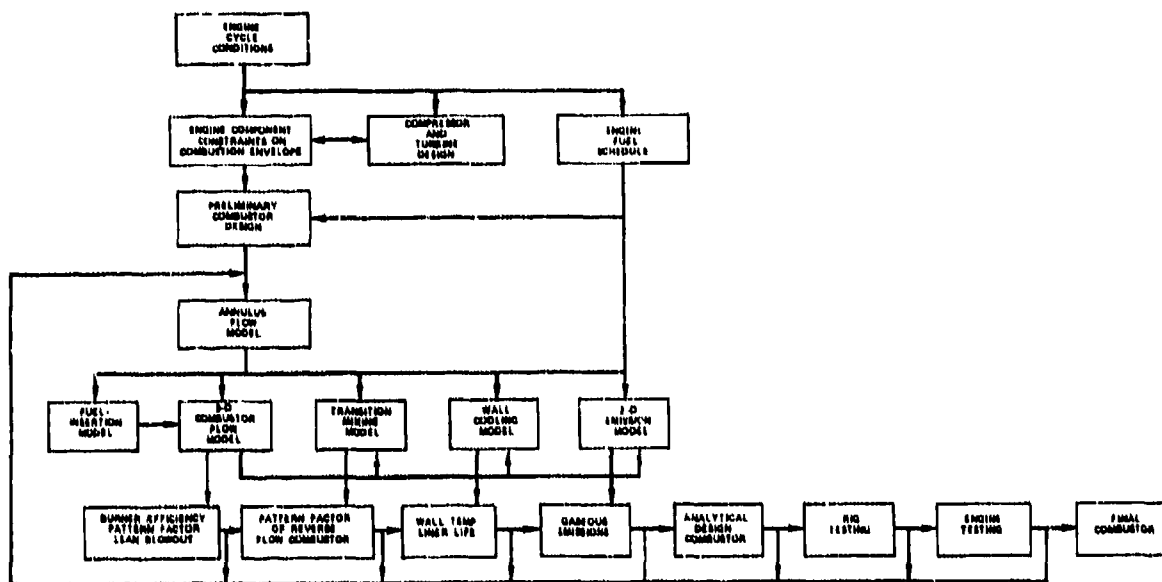 ENGINE
CYCLE
CONDITIONS
ENGINE COMPONENT
CONSTRAINTS ON
COMBUSTION ENVELOPE
COMPRESSOR
AND
TURBINE
DESIGN
ENGINE
FUEL
SCHEDULE
PRELIMINARY
COMBUSTOR
DESIGN
ANNULUS
FLOW
MODEL
FUEL-
INSERTION
MODEL
3-D
COMBUSTOR
FLOW
MODEL
TRANSITION
MIXING
MODEL
WALL
COOLING
MODEL
EMISSION
MODEL
BURNER EFFICIENCY
PATTERN FACTOR
LEAN BLOWOUT
PATTERN FACTOR
OF REVERSE
FLOW COMBUSTOR
WALL TEMP
LINER LIFE
GASEOUS
EMISSIONS
ANALYTICAL
DESIGN
COMBUSTOR
RIG
TESTING
ENGINE
TESTING
FINAL
COMBUSTOR